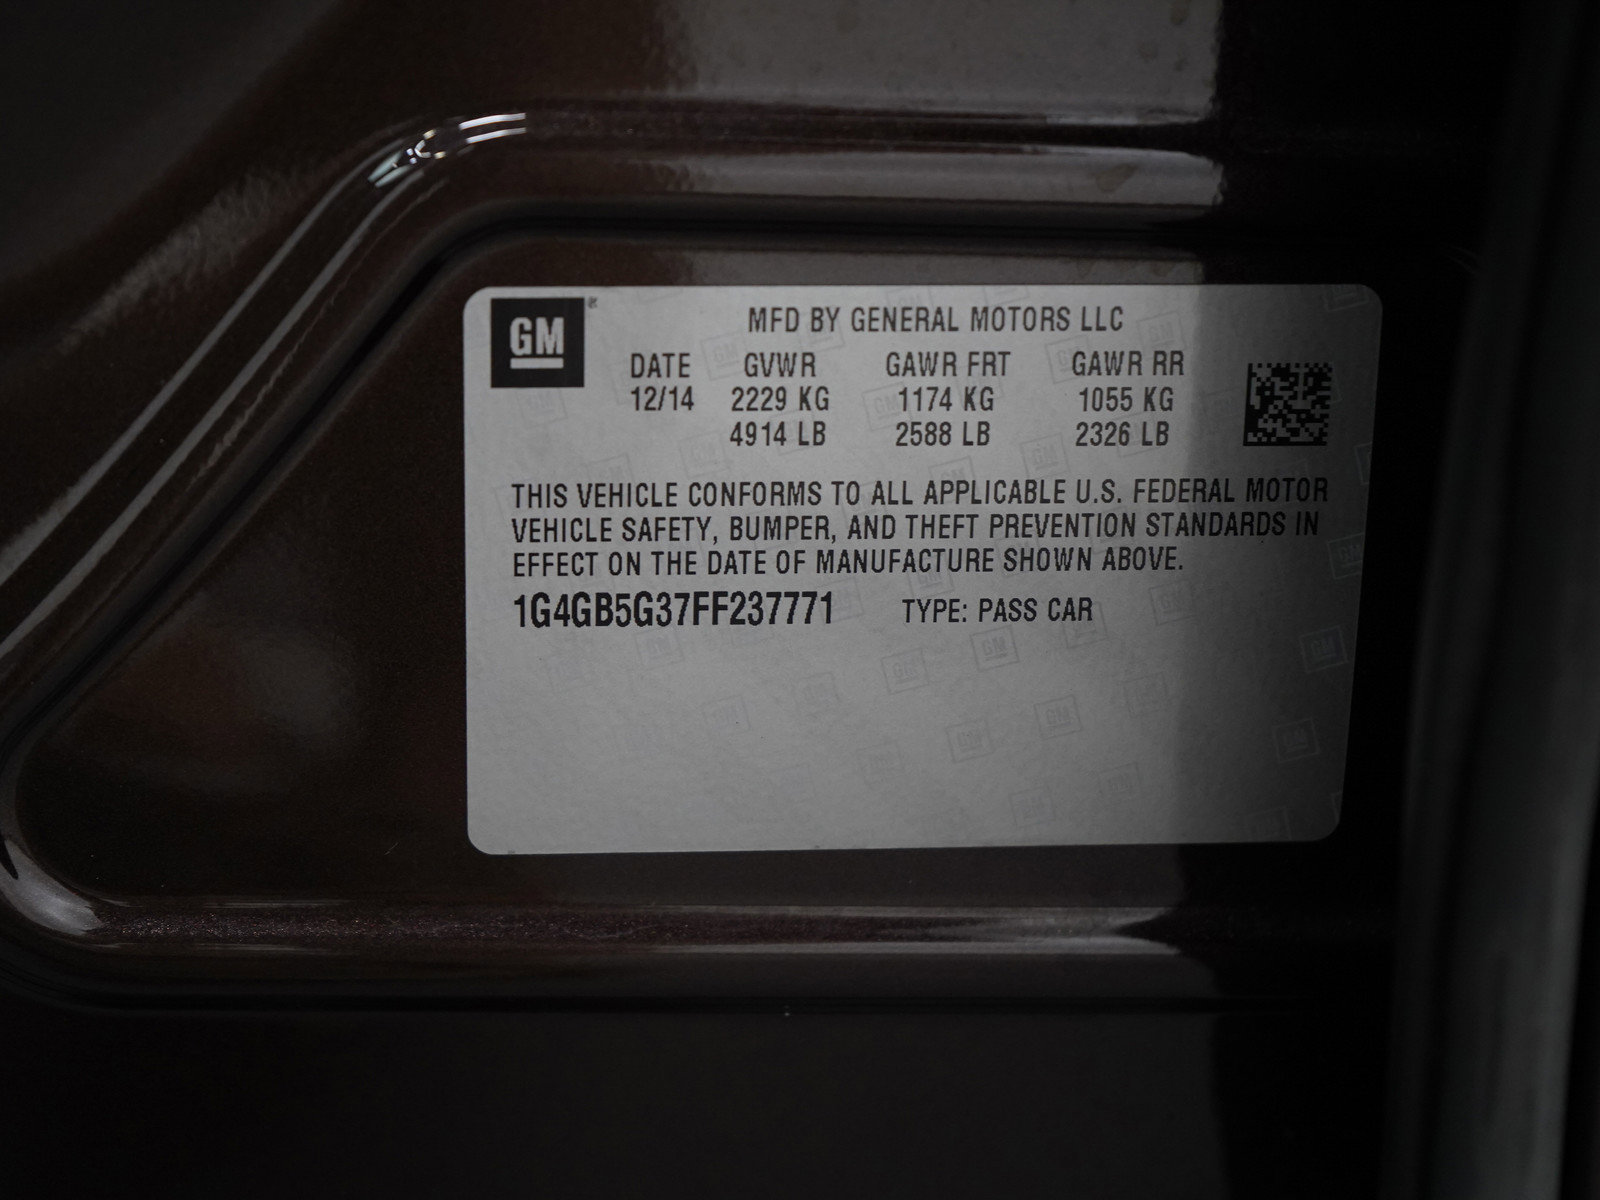 GM®
MFD BY GENERAL MOTORS LLC
DATE GVWR GAWR FRT GAWR RR
12/14 2229 KG 1174 KG 1055 KG
4914 LB 2588 LB 2326 LB
THIS VEHICLE CONFORMS TO ALL APPLICABLE U.S. FEDERAL MOTOR
VEHICLE SAFETY, BUMPER, AND THEFT PREVENTION STANDARDS IN
EFFECT ON THE DATE OF MANUFACTURE SHOWN ABOVE.
1G4GB5G37FF237771 TYPE: PASS CAR